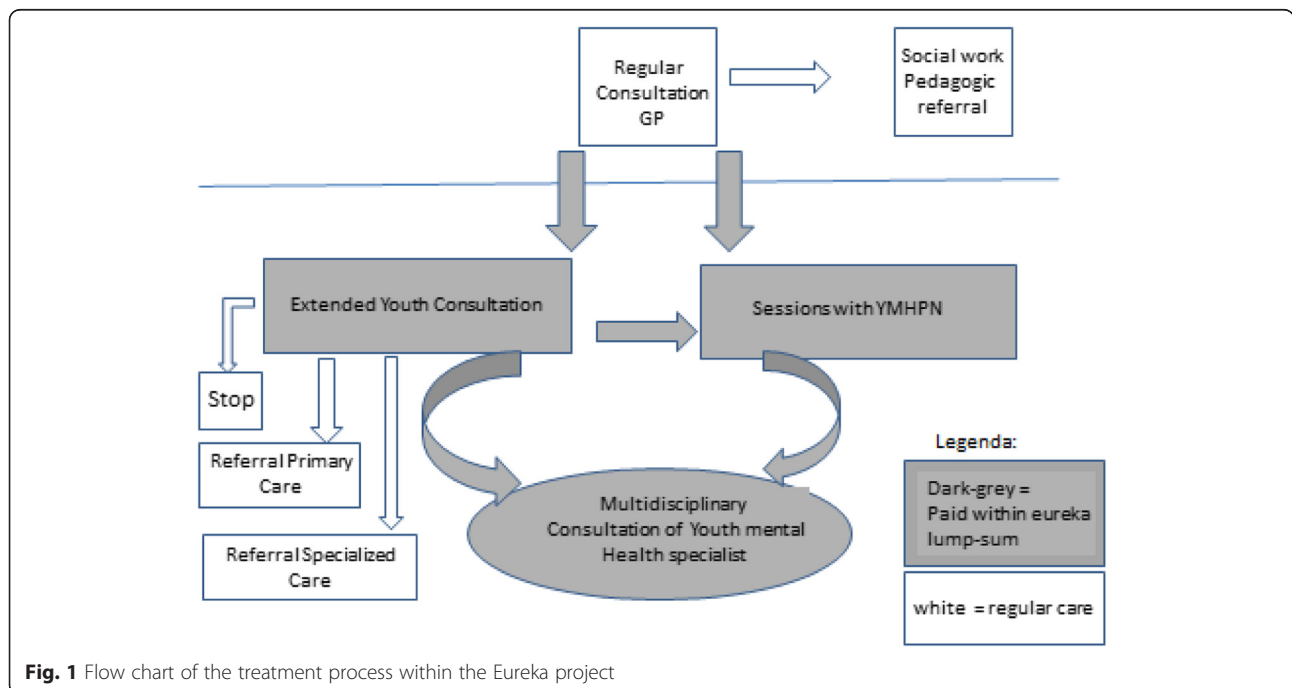 Regular
Consultation
GP
Social work
Pedagogic
referral
Extended Youth Consultation
Sessions with YMHPN
Stop
Referral Primary
Care
Referral Specialized
Care
Multidisciplinary
Consultation of Youth mental
Health specialist
Legenda:
Dark-grey =
Paid within eureka
lump-sum
white = regular care
Fig. 1 Flow chart of the treatment process within the Eureka project